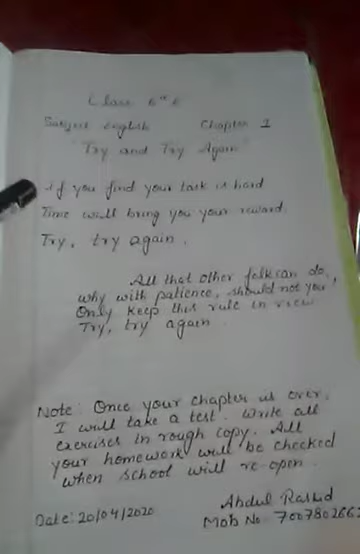 Class 6th
Subject English Chapter 1
"Try and Try Again"
If you find your task is hard
Time will bring you your reward.
Try, try again.
All that other folk can do,
why with patience, should not you
Only keep this rule in view
Try, try again
Note: Once your chapter is over,
I will take a test. Write all
exercises in rough copy. All
your homework will be checked
when school will re-open.
Abdul Rashid
Date: 20/04/2020
Mob No. 700780266